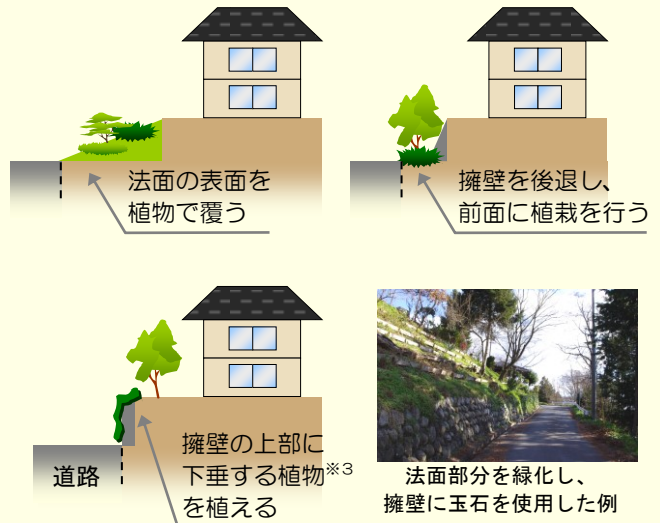 法面の表面を
植物で覆う
擁壁を後退し、
前面に植栽を行う
道路
擁壁の上部に
下垂する植物※3
を植える
法面部分を緑化し、
擁壁に玉石を使用した例